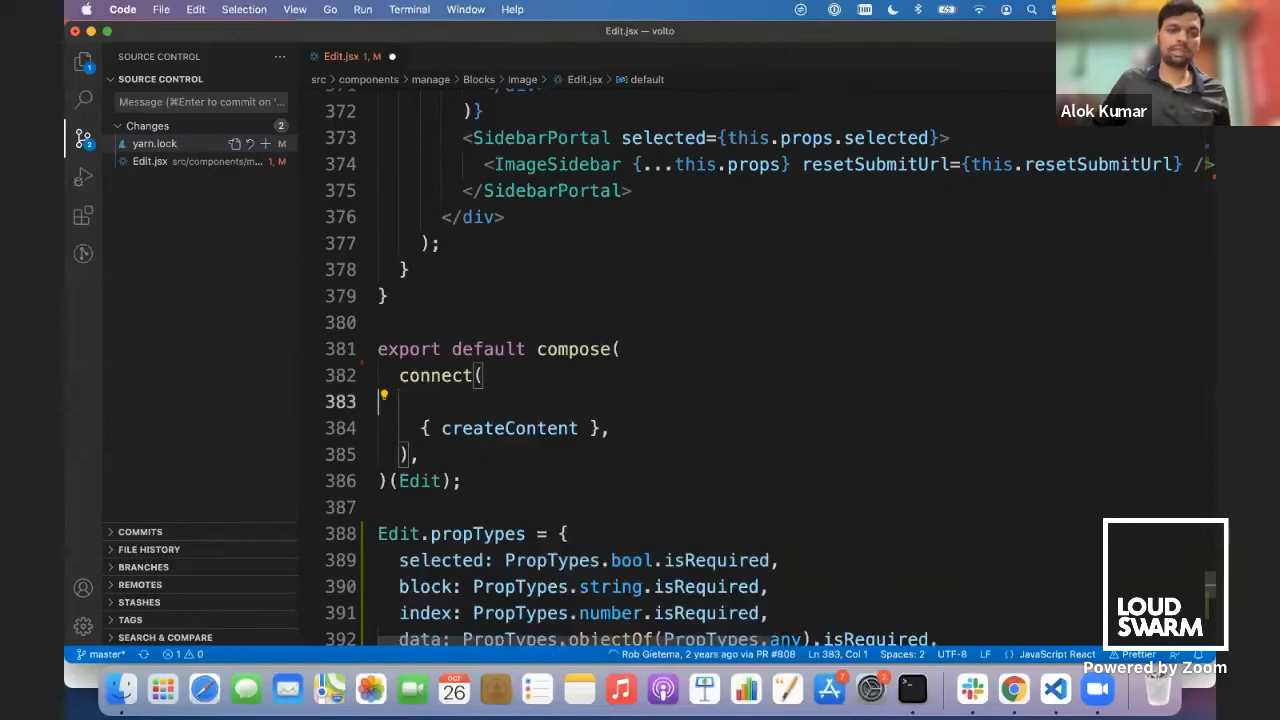 Code File Edit Selection View Go Run Terminal Window Help
Edit.jsx — volto
SOURCE CONTROL
Edit.jsx 1, M
SOURCE CONTROL
src components manage Blocks Image Edit.jsx default
Message (⌘Enter to commit on '...
Changes 2
yarn.lock M
Edit.jsx src/components/m... 1, M
372 )}
373 <SidebarPortal selected={this.props.selected}>
374 <ImageSidebar {...this.props} resetSubmitUrl={this.resetSubmitUrl} />
375 </SidebarPortal>
376 </div>
377 );
378 }
379 }
380
381 export default compose(
382 connect(
383
384 { createContent },
385 ),
386 )(Edit);
387
388 Edit.propTypes = {
389 selected: PropTypes.bool.isRequired,
390 block: PropTypes.string.isRequired,
391 index: PropTypes.number.isRequired,
392 data: PropTypes.objectOf(PropTypes.any).isRequired,
COMMITS
FILE HISTORY
BRANCHES
REMOTES
STASHES
TAGS
SEARCH & COMPARE
master* 1 0 Rob Gietema, 2 years ago via PR #808 Ln 383, Col 1 Spaces: 2 UTF-8 LF JavaScript React Prettier
Alok Kumar
LOUD
SWARM
Powered by Zoom
OCT
26
7
2